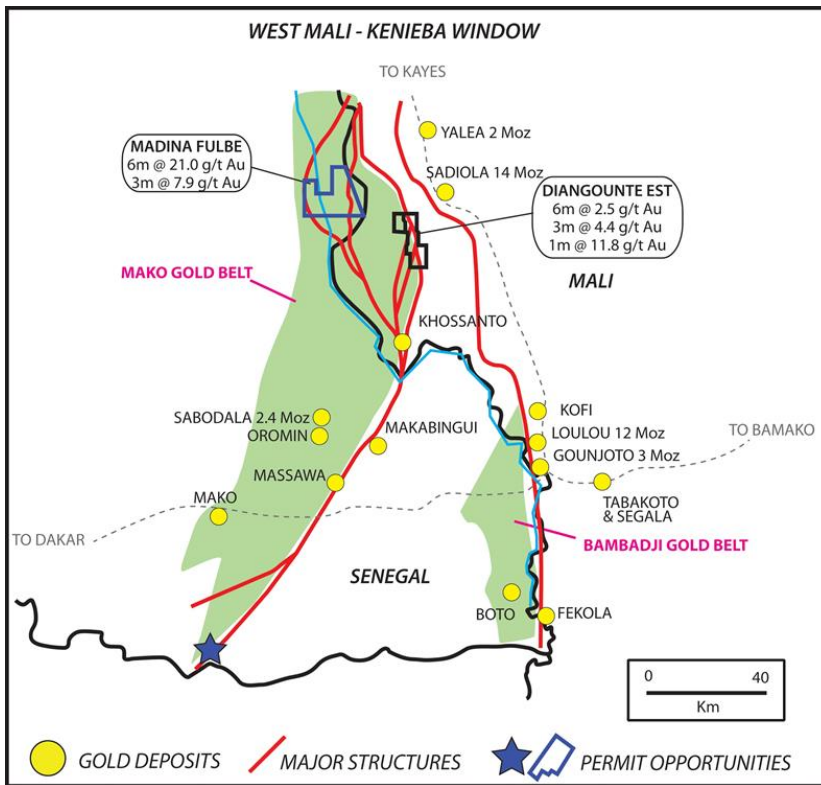 WEST MALI - KENIEBA WINDOW
TO KAYES
YALEA 2 Moz
MADINA FULBE
6m @ 21.0 g/t Au
3m @ 7.9 g/t Au
SADIOLA 14 Moz
DIANGOUNTE EST
6m @ 2.5 g/t Au
3m @ 4.4 g/t Au
1m @ 11.8 g/t Au
MAKO GOLD BELT
MALI
KHOSSANTO
SABODALA 2.4 Moz
OROMIN
MAKABINGUI
KOFI
LOULOU 12 Moz
GOUNJOTO 3 Moz
TO BAMAKO
MASSAWA
MAKO
TABAKOTO
& SEGALA
TO DAKAR
BAMBADJI GOLD BELT
SENEGAL
BOTO
FEKOLA
0 40
Km
GOLD DEPOSITS
MAJOR STRUCTURES
PERMIT OPPORTUNITIES